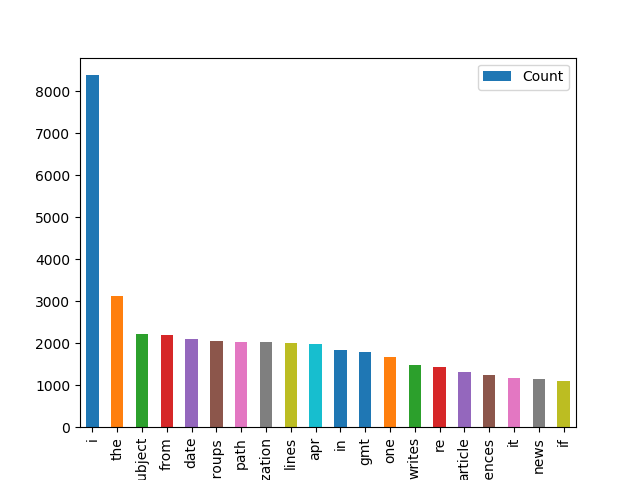 Count
8000
7000
6000
5000
4000
3000
2000
1000
0
i
the
ubject
from
date
roups
path
zation
lines
apr
in
gmt
one
writes
re
article
ences
it
news
if